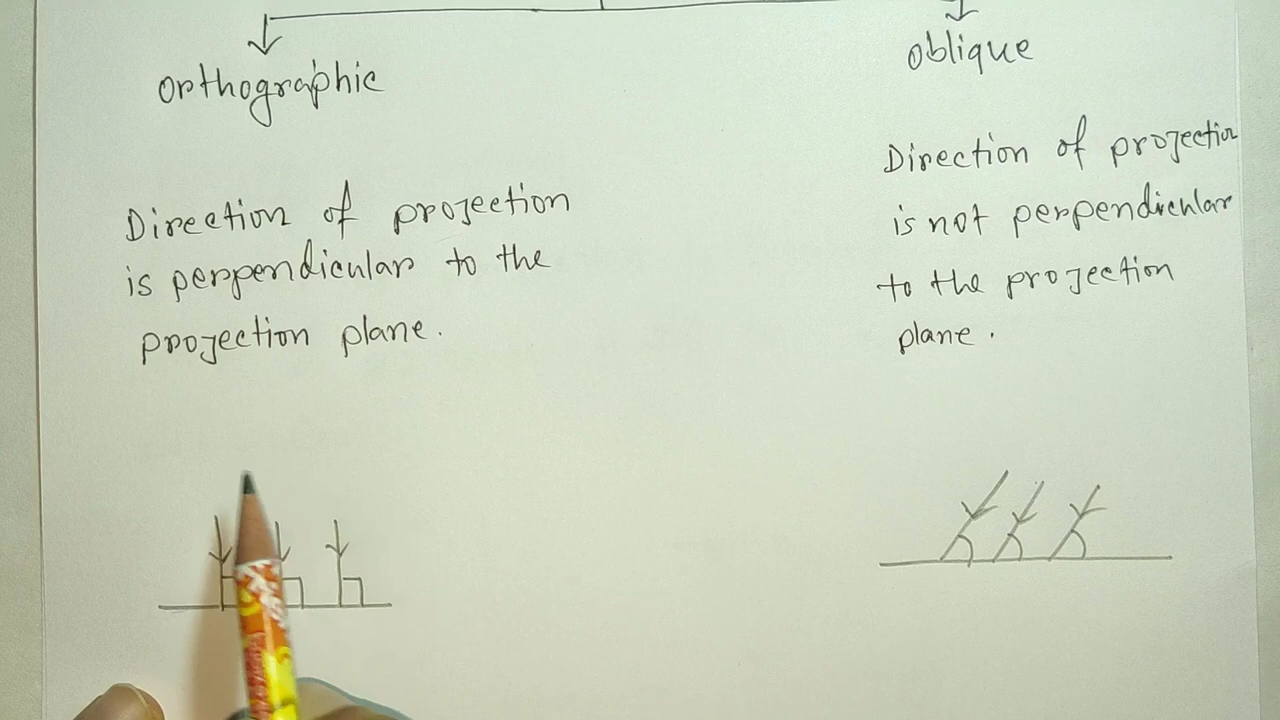 Orthographic
Direction of projection
is perpendicular to the
projection plane.
Oblique
Direction of projection
is not perpendicular
to the projection
plane.